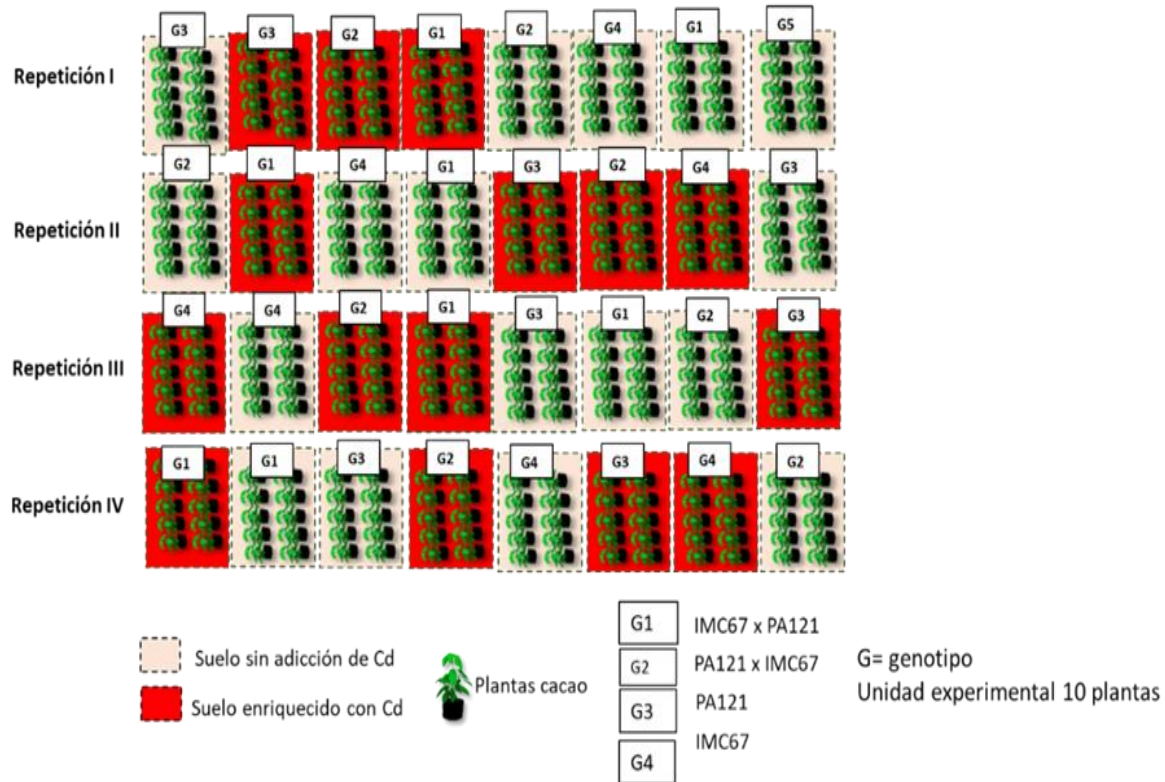 G3 G3 G2 G1 G2 G4 G1 G5
Repetición I
G2 G1 G4 G1 G3 G2 G4 G3
Repetición II
G4 G4 G2 G1 G3 G1 G2 G3
Repetición III
G1 G1 G3 G2 G4 G3 G4 G2
Repetición IV
Suelo sin adicción de Cd
Suelo enriquecido con Cd
Plantas cacao
G1 IMC67 x PA121
G2 PA121 x IMC67
G3 PA121
G4 IMC67
G= genotipo
Unidad experimental 10 plantas